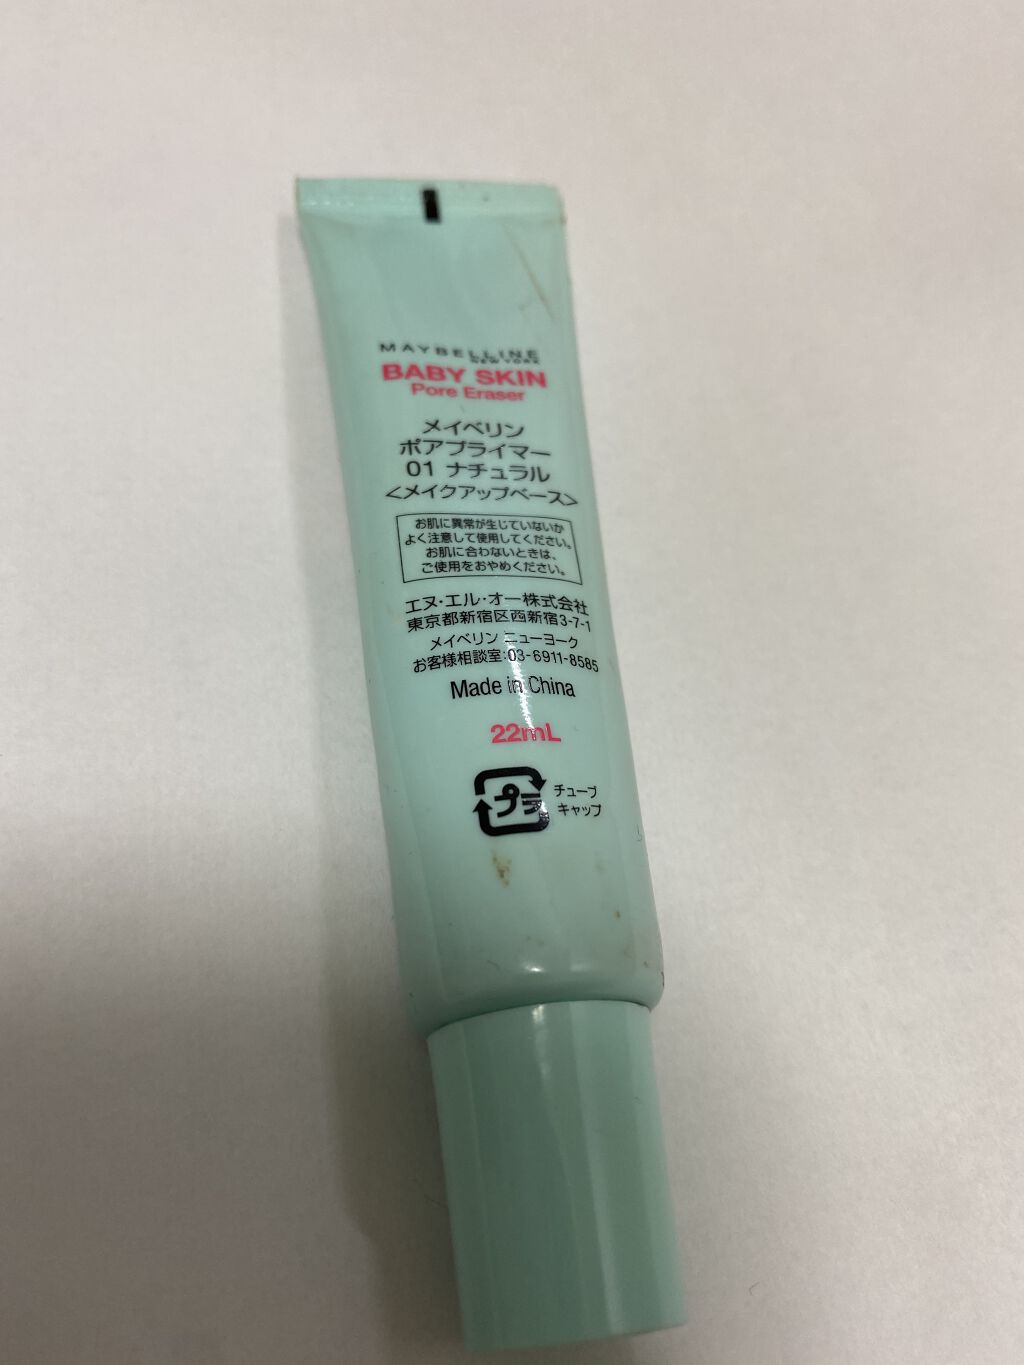 MAYBELLINE
NEW YORK
BABY SKIN
Pore Eraser
メイベリン
ポアプライマー
01 ナチュラル
<メイクアップベース>
お肌に異常が生じていないか
よく注意して使用してください。
お肌に合わないときは、
ご使用をおやめください。
エヌ・エル・オー株式会社
東京都新宿区西新宿3-7-1
メイベリン ニューヨーク
お客様相談室:03-6911-8585
Made in China
22mL
プラ
チューブ
キャップ